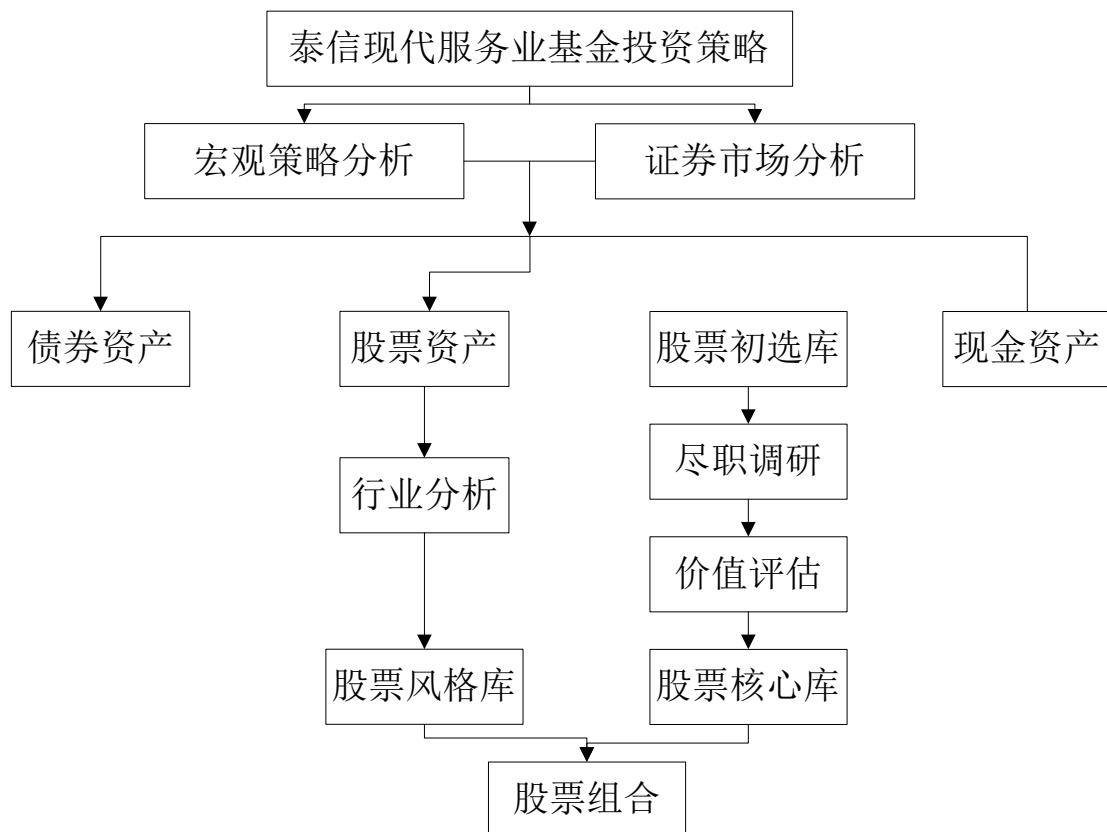 泰信现代服务业基金投资策略
宏观策略分析
证券市场分析
债券资产
股票资产
股票初选库
现金资产
尽职调研
行业分析
价值评估
股票风格库
股票核心库
股票组合